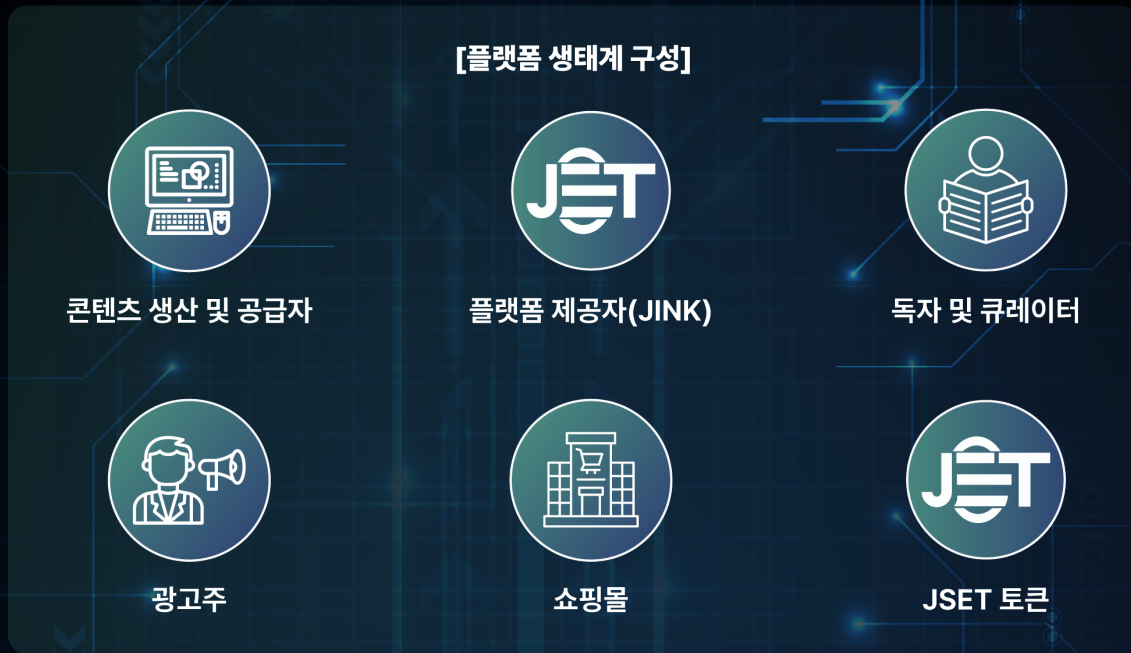 [플랫폼 생태계 구성]
JSET
콘텐츠 생산 및 공급자
플랫폼 제공자(JINK)
독자 및 큐레이터
JSET
광고주
쇼핑몰
JSET 토큰